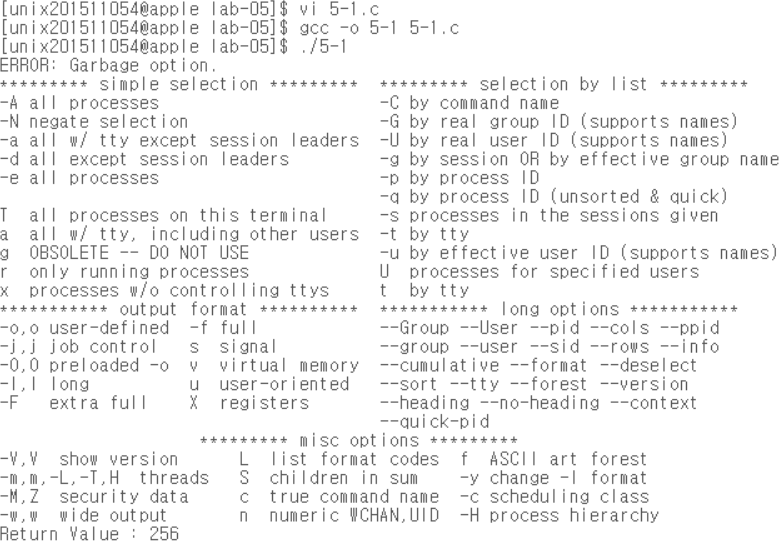 [unix201511054@apple lab-05]$ vi 5-1.c
[unix201511054@apple lab-05]$ gcc -o 5-1 5-1.c
[unix201511054@apple lab-05]$ ./5-1
ERROR: Garbage option.
********* simple selection *********  ********* selection by list *********
-A all processes                      -C by command name
-N negate selection                   -G by real group ID (supports names)
-a all w/ tty except session leaders  -U by real user ID (supports names)
-d all except session leaders         -g by session OR by effective group name
-e all processes                      -p by process ID
                                      -q by process ID (unsorted & quick)
T  all processes on this terminal     -s processes in the sessions given
a  all w/ tty, including other users  -t by tty
g  OBSOLETE -- DO NOT USE             -u by effective user ID (supports names)
r  only running processes             U  processes for specified users
x  processes w/o controlling ttys     t  by tty
*********** output format **********  *********** long options ***********
-o,o user-defined  -f full            --Group --User --pid --cols --ppid
-j,j job control   s  signal          --group --user --sid --rows --info
-O,O preloaded -o  v  virtual memory  --cumulative --format --deselect
-l,l long          u  user-oriented   --sort --tty --forest --version
-F   extra full    X  registers       --heading --no-heading --context
                                      --quick-pid
                    ********* misc options *********
-V,V  show version      L  list format codes  f  ASCII art forest
-m,m,-L,-T,H  threads   S  children in sum    -y change -l format
-M,Z  security data     c  true command name  -c scheduling class
-w,w  wide output       n  numeric WCHAN,UID  -H process hierarchy
Return Value : 256